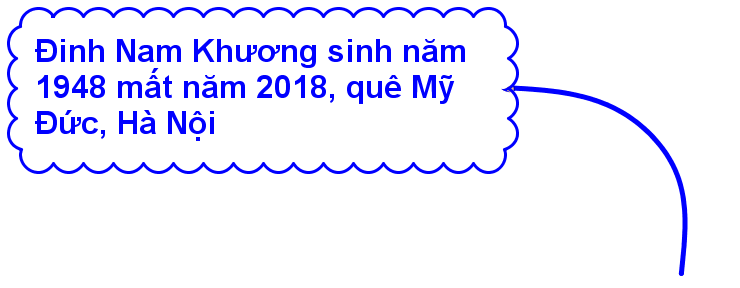 Đinh Nam Khương sinh năm
1948 mất năm 2018, quê Mỹ
Đức, Hà Nội